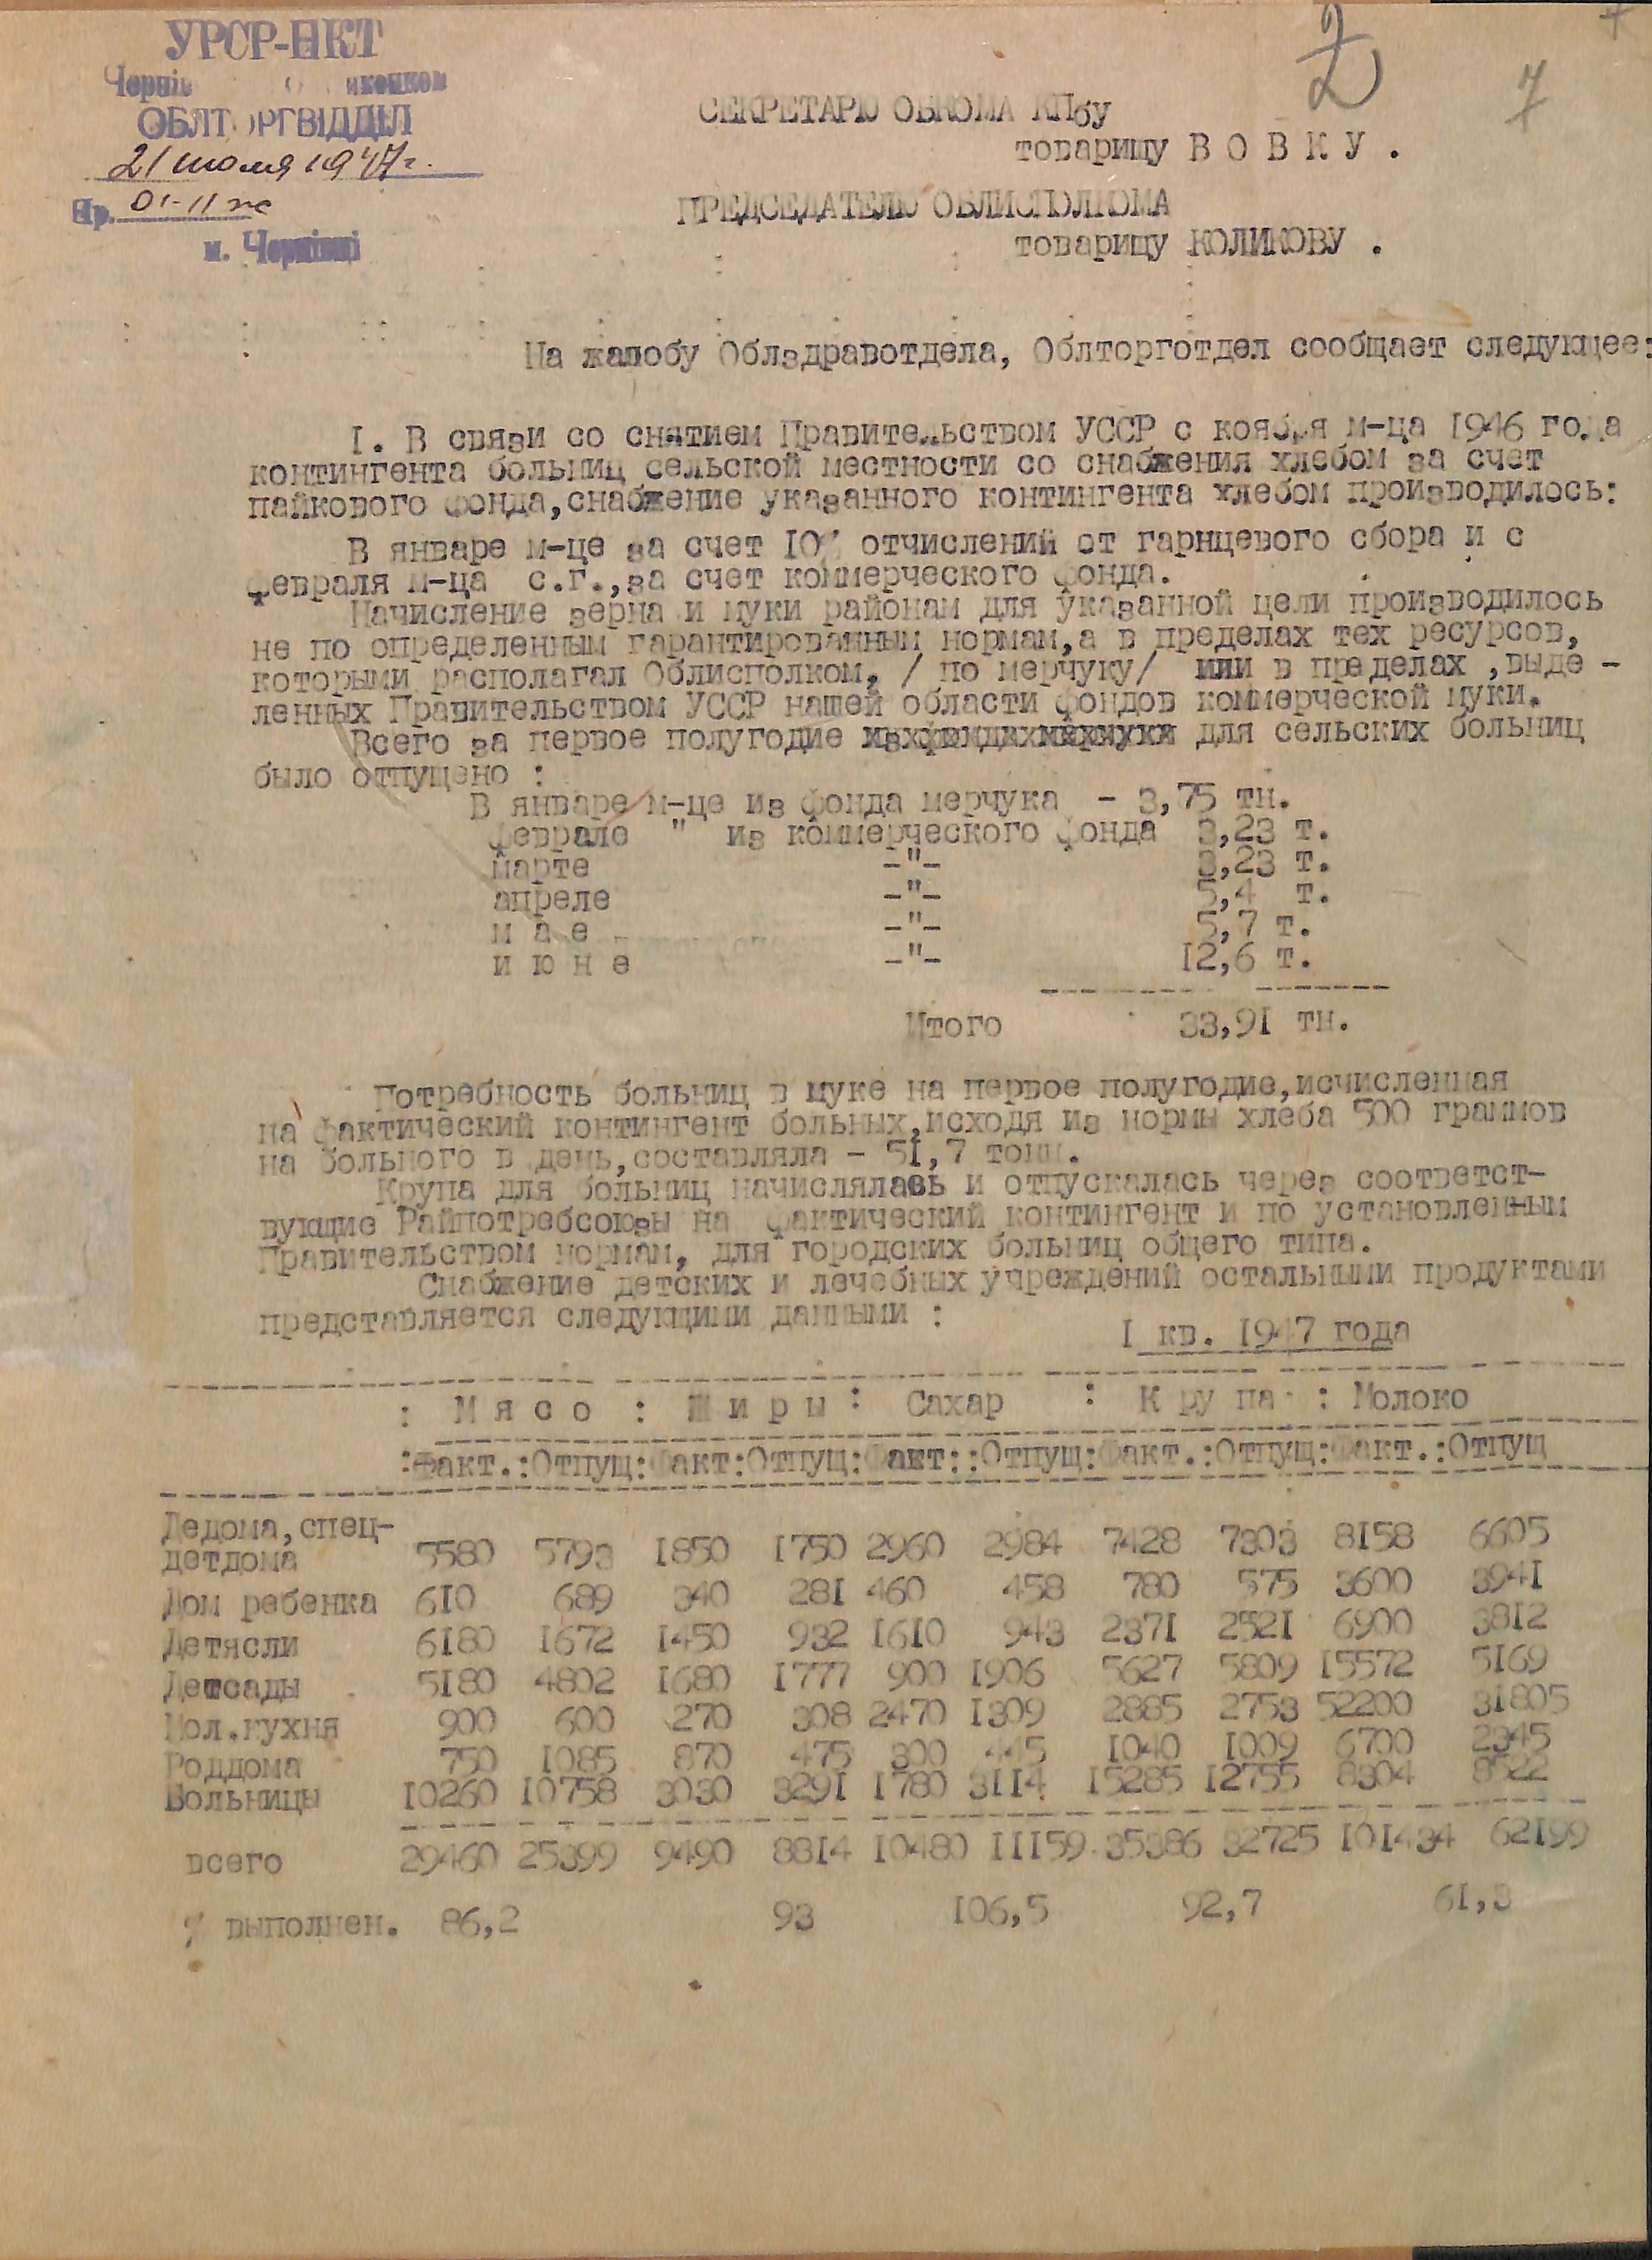 УРСР-НКТ
ОБЛТОРГВІДДІЛ
21 июля 1947 г.
Нр. 01-11
м. Чернівці
2
7
СЕКРЕТАРЮ ОБКОМА КПбу
товарищу В О В К У .
ПРЕДСЕДАТЕЛЮ ОБЛИСПОЛКОМА
товарищу КОЛИКОВУ .
На жалобу Облздравотдела, Облторготдел сообщает следующее:
I. В связи со снятием Правительством УССР с ноября м-ца 1946 года
контингента больниц сельской местности со снабжения хлебом за счет
пайкового фонда,снабжение указанного контингента хлебом производилось:
В январе м-це за счет 10% отчислений от гарнцевого сбора и с
февраля м-ца с.г.,за счет коммерческого фонда.
Начисление зерна и муки районам для указанной цели производилось
не по определенным гарантированным нормам,а в пределах тех ресурсов,
которыми располагал Облисполком, / по мерчуку/ или в пределах ,выде -
ленных Правительством УССР нашей области фондов коммерческой муки.
Всего за первое полугодие для сельских больниц
было отпущено :
В январе м-це из фонда мерчука - 3,75 тн.
феврале " из коммерческого фонда 3,23 т.
марте -"- 3,23 т.
апреле -"- 5,4 т.
м а е -"- 5,7 т.
и ю н е -"- 12,6 т.
Итого 33,91 тн.
Потребность больниц в муке на первое полугодие,исчисленная
на фактический контингент больных,исходя из нормы хлеба 500 граммов
на больного в день,составляла - 51,7 тонн.
Крупа для больниц начислялась и отпускалась через соответст-
вующие Райпотребсоюзы на фактический контингент и по установленным
Правительством нормам, для городских больниц общего типа.
Снабжение детских и лечебных учреждений остальными продуктами
представляется следующими данными :
I кв. 1947 года
: М я с о : Ж и р ы : Сахар : К ру па : Молоко
:Факт.:Отпущ:Факт:Отпущ:Факт::Отпущ:Факт.:Отпущ:Факт.:Отпущ
Дедома,спец-
детдома 5580 5793 1850 1750 2960 2984 7428 7303 8158 6605
Дом ребенка 610 689 340 281 460 458 780 575 3600 3941
Детясли 6180 1672 1450 932 1610 943 2371 2521 6900 3812
Детсады 5180 4802 1680 1777 900 1906 5627 5809 15572 5169
Мол.кухня 900 600 270 308 2470 1309 2885 2753 52200 31805
Роддома 750 1085 870 475 300 445 1040 1009 6700 2345
Больницы 10260 10758 3030 3291 1780 3114 15285 12755 8304 8522
всего 29460 25399 9490 8814 10480 11159 35386 32725 101434 62199
% выполнен. 86,2 93 106,5 92,7 61,3